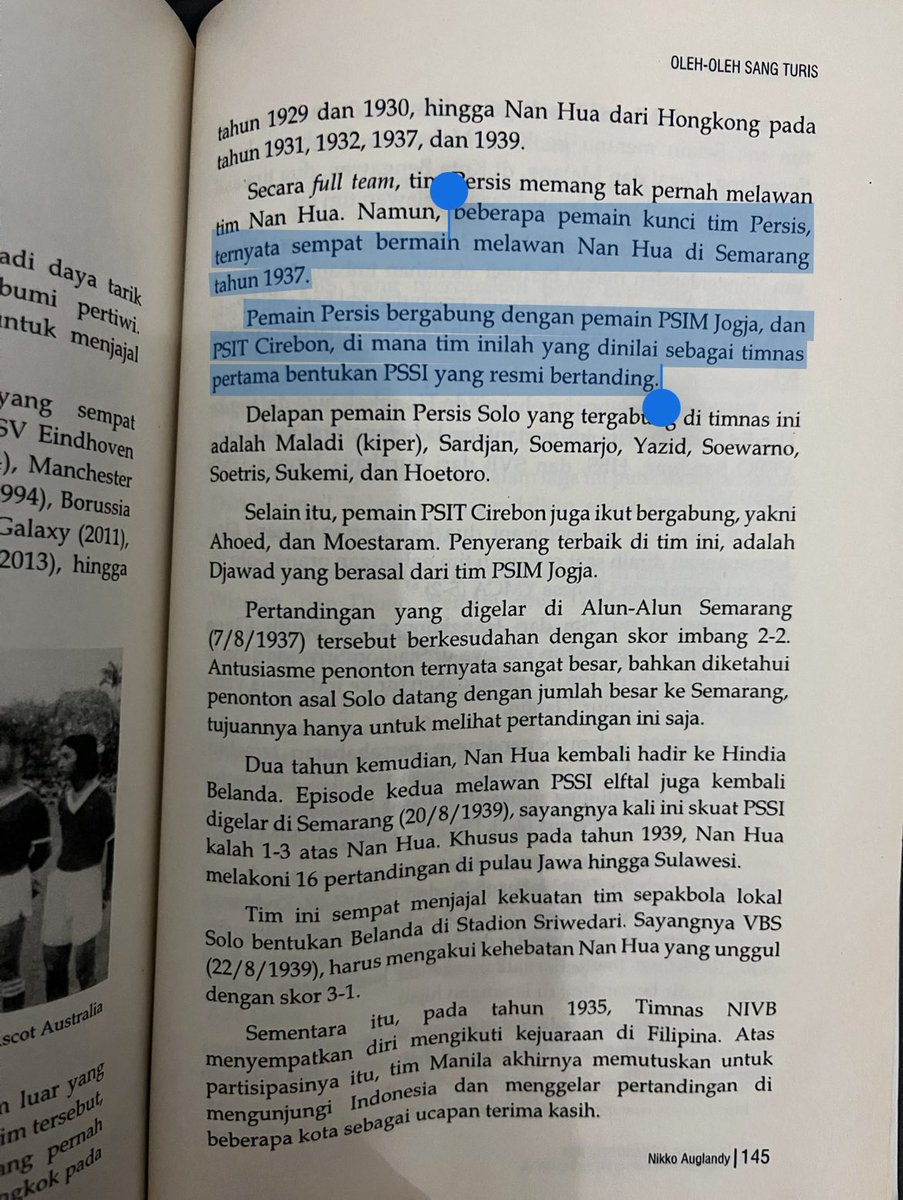 adi daya tarik
bumi pertiwi.
ntuk menjajal
yang sempat
SV Eindhoven
), Manchester
994), Borussia
Galaxy (2011),
2013), hingga
scot Australia
n luar yang
im tersebut,
ang pernah
ngkok pada
OLEH-OLEH SANG TURIS
tahun 1929 dan 1930, hingga Nan Hua dari Hongkong pada
tahun 1931, 1932, 1937, dan 1939.
Secara full team, tim Persis memang tak pernah melawan
tim Nan Hua. Namun, beberapa pemain kunci tim Persis,
ternyata sempat bermain melawan Nan Hua di Semarang
tahun 1937.
Pemain Persis bergabung dengan pemain PSIM Jogja, dan
PSIT Cirebon, di mana tim inilah yang dinilai sebagai timnas
pertama bentukan PSSI yang resmi bertanding.
Delapan pemain Persis Solo yang tergabung di timnas ini
adalah Maladi (kiper), Sardjan, Soemarjo, Yazid, Soewarno,
Soetris, Sukemi, dan Hoetoro.
Selain itu, pemain PSIT Cirebon juga ikut bergabung, yakni
Ahoed, dan Moestaram. Penyerang terbaik di tim ini, adalah
Djawad yang berasal dari tim PSIM Jogja.
Pertandingan yang digelar di Alun-Alun Semarang
(7/8/1937) tersebut berkesudahan dengan skor imbang 2-2.
Antusiasme penonton ternyata sangat besar, bahkan diketahui
penonton asal Solo datang dengan jumlah besar ke Semarang,
tujuannya hanya untuk melihat pertandingan ini saja.
Dua tahun kemudian, Nan Hua kembali hadir ke Hindia
Belanda. Episode kedua melawan PSSI elftal juga kembali
digelar di Semarang (20/8/1939), sayangnya kali ini skuat PSSI
kalah 1-3 atas Nan Hua. Khusus pada tahun 1939, Nan Hua
melakoni 16 pertandingan di pulau Jawa hingga Sulawesi.
Tim ini sempat menjajal kekuatan tim sepakbola lokal
Solo bentukan Belanda di Stadion Sriwedari. Sayangnya VBS
(22/8/1939), harus mengakui kehebatan Nan Hua yang unggul
dengan skor 3-1.
Sementara itu, pada tahun 1935, Timnas NIVB
menyempatkan diri mengikuti kejuaraan di Filipina. Atas
partisipasinya itu, tim Manila akhirnya memutuskan untuk
mengunjungi Indonesia dan menggelar pertandingan di
beberapa kota sebagai ucapan terima kasih.
Nikko Auglandy | 145